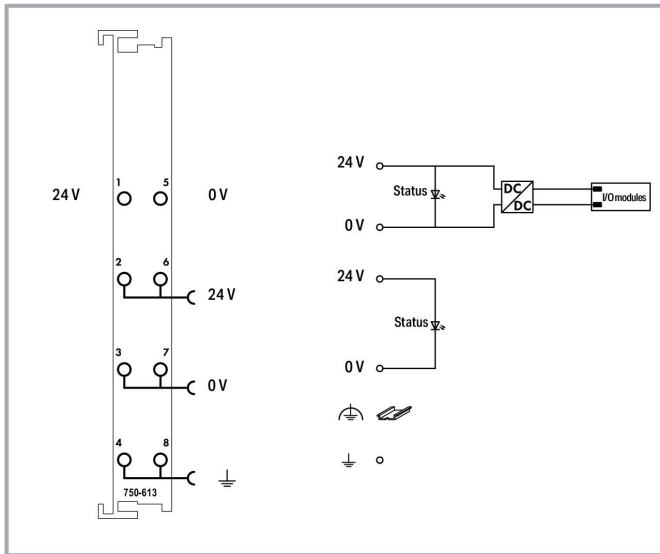 1 5
24 V 0 V
2 6
24 V
3 7
0 V
4 8
750-613
24 V
Status
DC
DC
I/O modules
0 V
24 V
Status
0 V